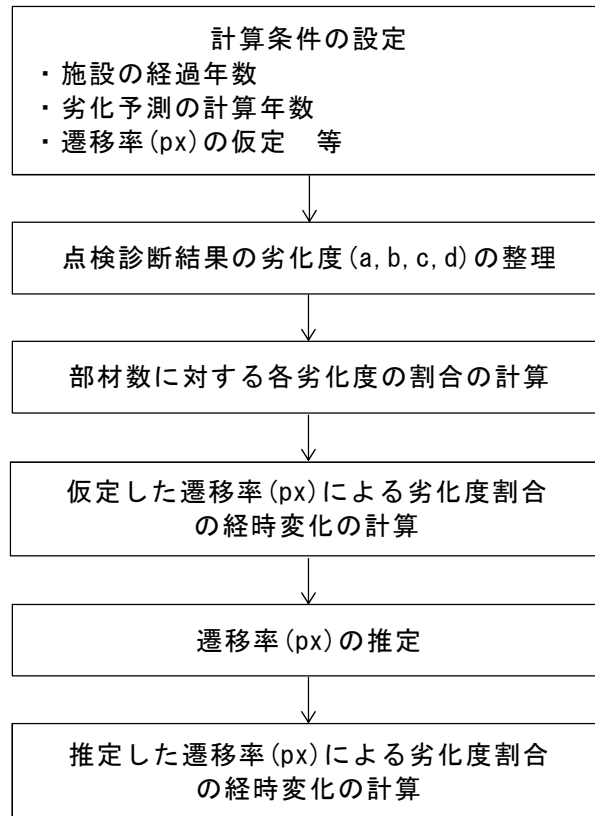 計算条件の設定
・施設の経過年数
・劣化予測の計算年数
・遷移率(px)の仮定　等
点検診断結果の劣化度(a,b,c,d)の整理
部材数に対する各劣化度の割合の計算
仮定した遷移率(px)による劣化度割合
の経時変化の計算
遷移率(px)の推定
推定した遷移率(px)による劣化度割合
の経時変化の計算